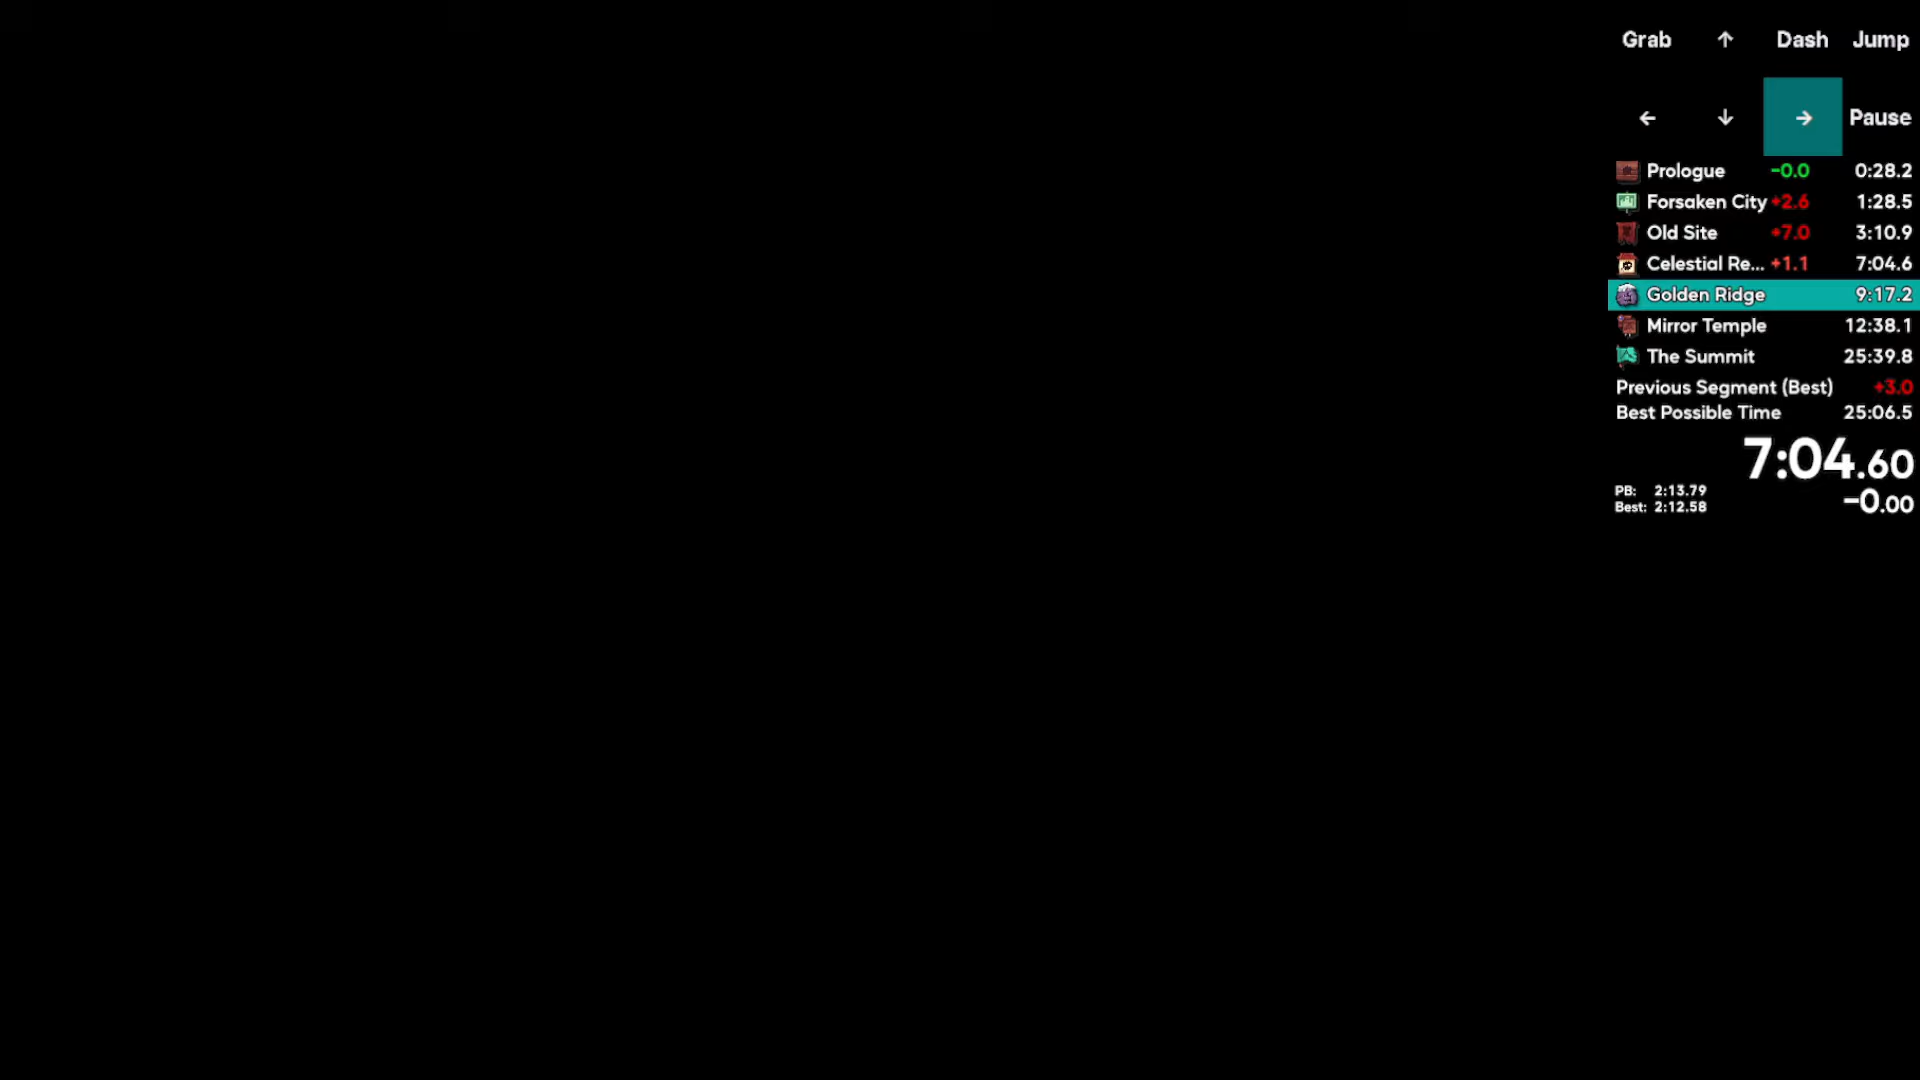 Grab ↑ Dash Jump
← ↓ → Pause
Prologue -0.0 0:28.2
Forsaken City +2.6 1:28.5
Old Site +7.0 3:10.9
Celestial Re... +1.1 7:04.6
Golden Ridge 9:17.2
Mirror Temple 12:38.1
The Summit 25:39.8
Previous Segment (Best) +3.0
Best Possible Time 25:06.5
7:04.60
PB: 2:13.79 -0.00
Best: 2:12.58